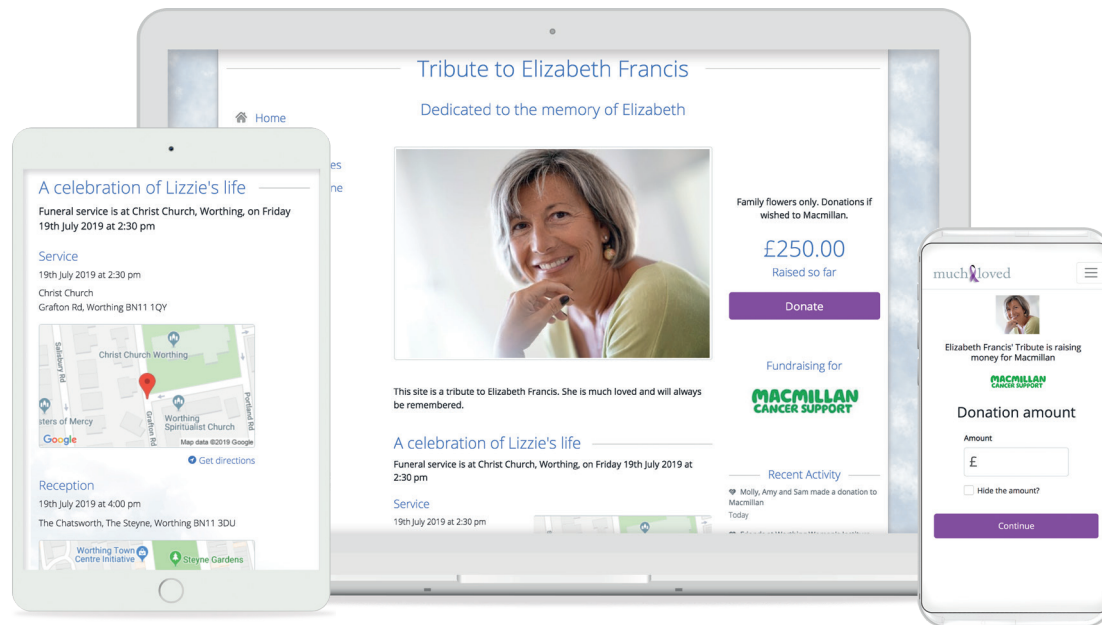 Tribute to Elizabeth Francis
Dedicated to the memory of Elizabeth
Home
es
ne
Family flowers only. Donations if
wished to Macmillan.
£250.00
Raised so far
Donate
Fundraising for
MACMILLAN
CANCER SUPPORT
This site is a tribute to Elizabeth Francis. She is much loved and will always
be remembered.
A celebration of Lizzie's life
Funeral service is at Christ Church, Worthing, on Friday 19th July 2019 at
2:30 pm
Service
19th July 2019 at 2:30 pm
Recent Activity
Molly, Amy and Sam made a donation to
Macmillan
Today
A celebration of Lizzie's life
Funeral service is at Christ Church, Worthing, on Friday
19th July 2019 at 2:30 pm
Service
19th July 2019 at 2:30 pm
Christ Church
Grafton Rd, Worthing BN11 1QY
Salisbury Rd
Christ Church Worthing
Portland Rd
Grafton Rd
sters of Mercy
Worthing
Spiritualist Church
Google
Map data ©2019 Google
Get directions
Reception
19th July 2019 at 4:00 pm
The Chatsworth, The Steyne, Worthing BN11 3DU
Worthing Town
Centre Initiative
Steyne Gardens
much loved
Elizabeth Francis' Tribute is raising
money for Macmillan
MACMILLAN
CANCER SUPPORT
Donation amount
Amount
£
Hide the amount?
Continue